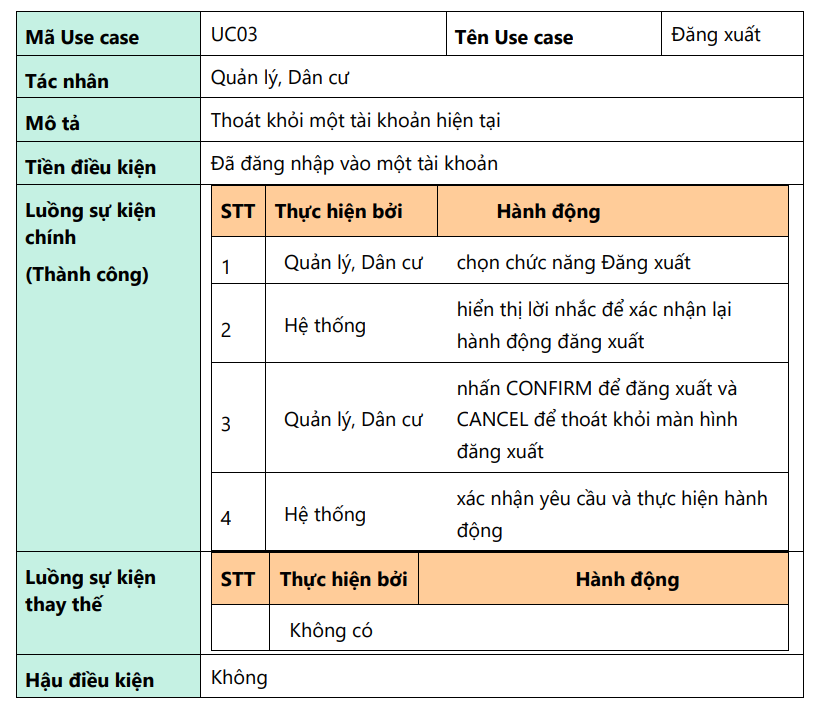 Mã Use case UC03 Tên Use case Đăng xuất
Tác nhân Quản lý, Dân cư
Mô tả Thoát khỏi một tài khoản hiện tại
Tiền điều kiện Đã đăng nhập vào một tài khoản
Luồng sự kiện
chính
(Thành công)
STT Thực hiện bởi Hành động
1 Quản lý, Dân cư chọn chức năng Đăng xuất
2 Hệ thống hiển thị lời nhắc để xác nhận lại
hành động đăng xuất
3 Quản lý, Dân cư nhấn CONFIRM để đăng xuất và
CANCEL để thoát khỏi màn hình
đăng xuất
4 Hệ thống xác nhận yêu cầu và thực hiện hành
động
Luồng sự kiện
thay thế
STT Thực hiện bởi Hành động
Không có
Hậu điều kiện Không